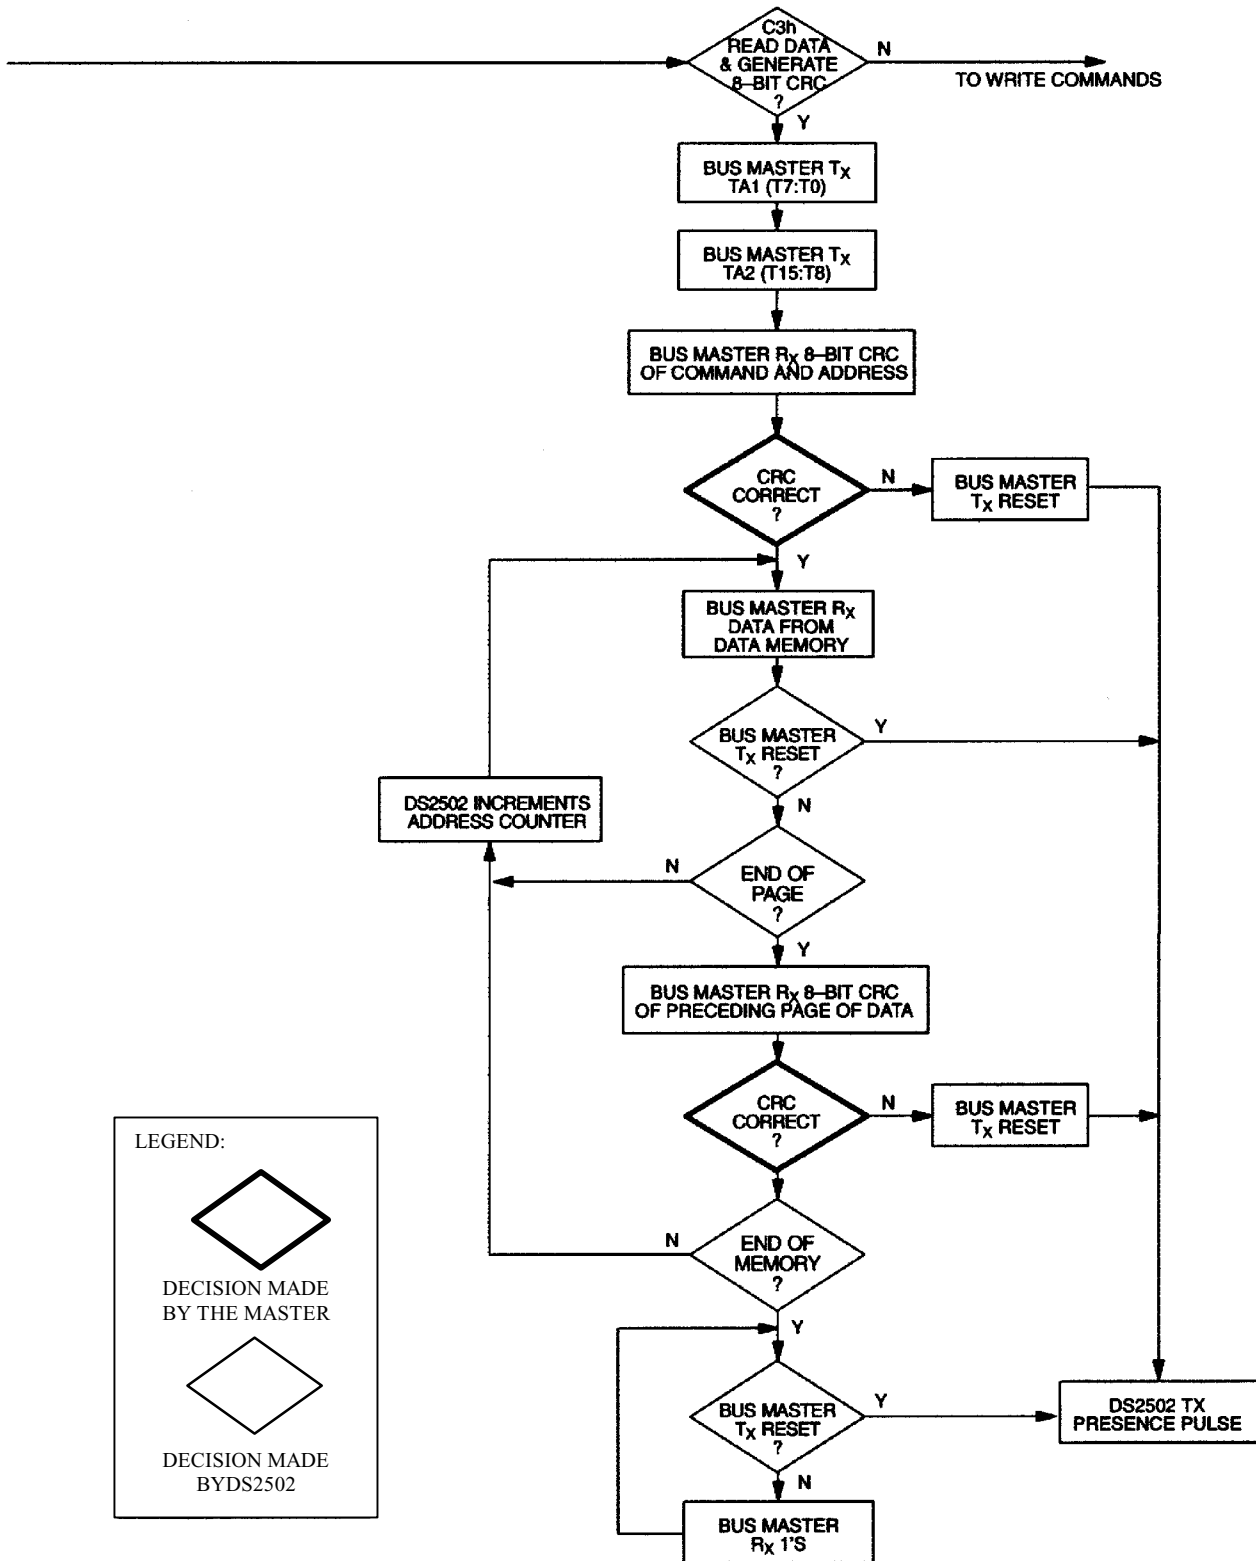 C3h
READ DATA
& GENERATE
8–BIT CRC
?
N
TO WRITE COMMANDS
Y
BUS MASTER TX
TA1 (T7:T0)
BUS MASTER TX
TA2 (T15:T8)
BUS MASTER RX 8–BIT CRC
OF COMMAND AND ADDRESS
CRC
CORRECT
?
N
BUS MASTER
TX RESET
Y
BUS MASTER RX
DATA FROM
DATA MEMORY
BUS MASTER
TX RESET
?
Y
N
DS2502 INCREMENTS
ADDRESS COUNTER
END OF
PAGE
?
N
Y
BUS MASTER RX 8–BIT CRC
OF PRECEDING PAGE OF DATA
CRC
CORRECT
?
N
BUS MASTER
TX RESET
END OF
MEMORY
?
N
Y
BUS MASTER
TX RESET
?
Y
DS2502 TX
PRESENCE PULSE
N
BUS MASTER
RX 1'S
LEGEND:
DECISION MADE
BY THE MASTER
DECISION MADE
BYDS2502